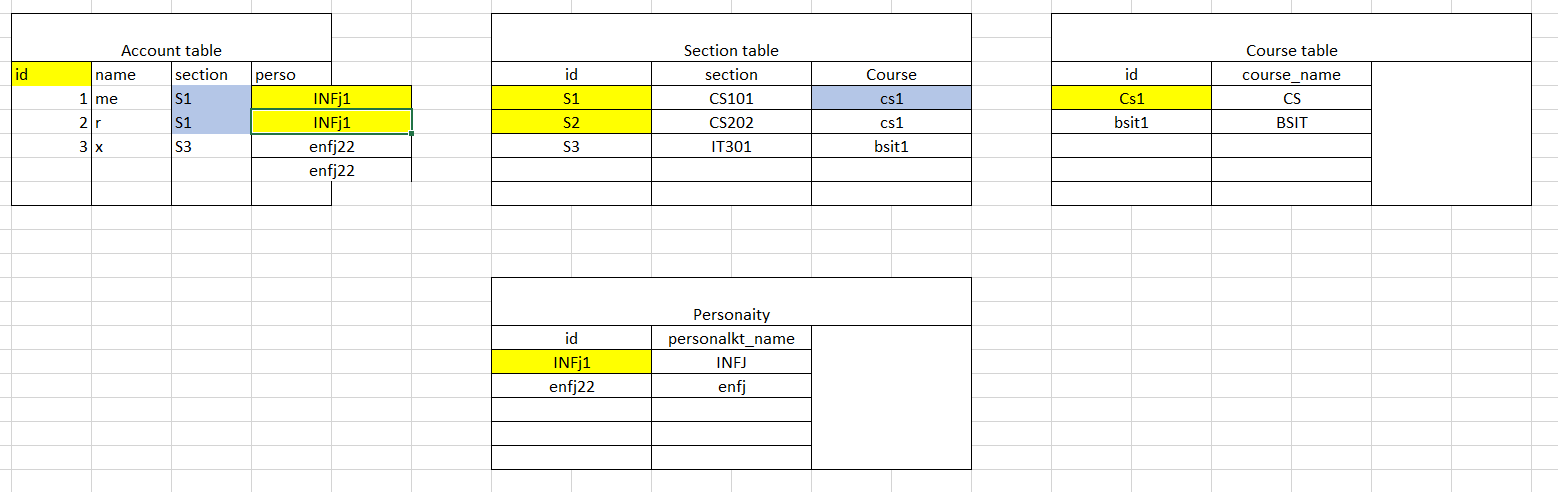 Account table Section table Course table
id name section perso id section Course id course_name
1 me S1 INFj1 S1 CS101 cs1 Cs1 CS
2 r S1 INFj1 S2 CS202 cs1 bsit1 BSIT
3 x S3 enfj22 S3 IT301 bsit1
enfj22
Personaity
id personalkt_name
INFj1 INFJ
enfj22 enfj